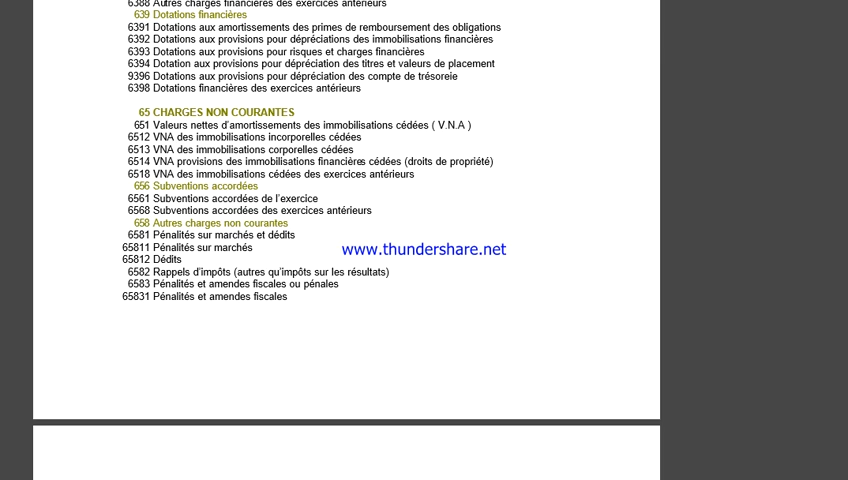 6388 Autres charges financières des exercices antérieurs
639 Dotations financières
6391 Dotations aux amortissements des primes de remboursement des obligations
6392 Dotations aux provisions pour dépréciations des immobilisations financières
6393 Dotations aux provisions pour risques et charges financières
6394 Dotation aux provisions pour dépréciation des titres et valeurs de placement
9396 Dotations aux provisions pour dépréciation des compte de trésoreie
6398 Dotations financières des exercices antérieurs
65 CHARGES NON COURANTES
651 Valeurs nettes d'amortissements des immobilisations cédées ( V.N.A )
6512 VNA des immobilisations incorporelles cédées
6513 VNA des immobilisations corporelles cédées
6514 VNA provisions des immobilisations financières cédées (droits de propriété)
6518 VNA des immobilisations cédées des exercices antérieurs
656 Subventions accordées
6561 Subventions accordées de l'exercice
6568 Subventions accordées des exercices antérieurs
658 Autres charges non courantes
6581 Pénalités sur marchés et dédits
65811 Pénalités sur marchés
www.thundershare.net
65812 Dédits
6582 Rappels d'impôts (autres qu'impôts sur les résultats)
6583 Pénalités et amendes fiscales ou pénales
65831 Pénalités et amendes fiscales